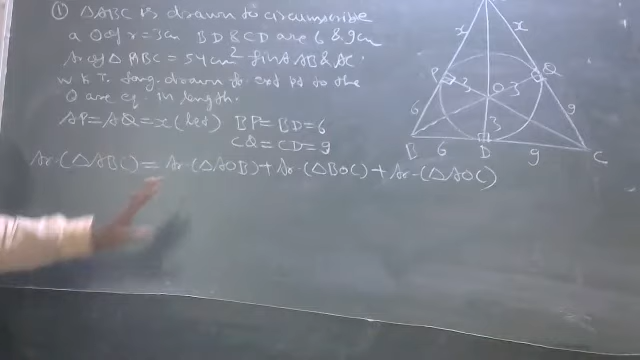 ① △ABC is drawn to circumscribe
a ⊙ of r = 3cm BD & CD are 6 & 9cm
Ar of △ ABC = 54cm² find AB & AC.
W.K.T. tang. drawn to ext pt to the
⊙ are eq. in length.
AP = AQ = x (let) BP = BD = 6
CQ = CD = 9
Ar. (△ABC) = Ar. (△AOB) + Ar. (△BOC) + Ar. (△AOC)
x x
P 3 3 Q
O
6 3 9
B 6 D 9 C